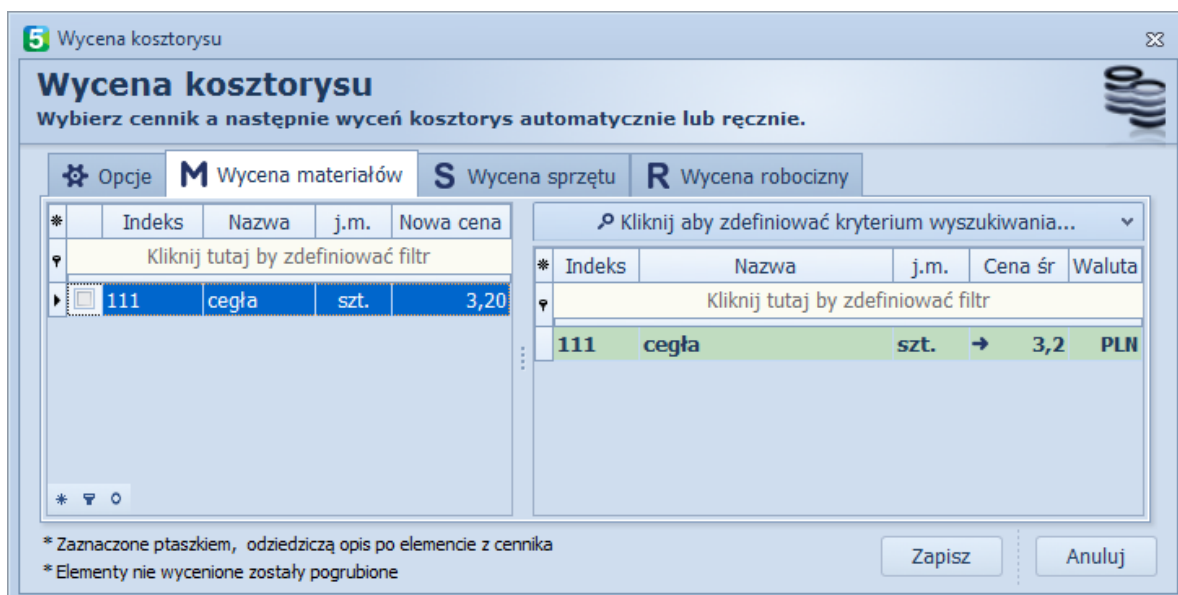 5 Wycena kosztorysu
Wycena kosztorysu
Wybierz cennik a następnie wyceń kosztorys automatycznie lub ręcznie.
Opcje M Wycena materiałów S Wycena sprzętu R Wycena robocizny
Indeks Nazwa j.m. Nowa cena
Kliknij tutaj by zdefiniować filtr
111 cegła szt. 3,20
Kliknij aby zdefiniować kryterium wyszukiwania...
Indeks Nazwa j.m. Cena śr Waluta
Kliknij tutaj by zdefiniować filtr
111 cegła szt. 3,2 PLN
* Zaznaczone ptaszkiem, odziedziczą opis po elemencie z cennika
* Elementy nie wycenione zostały pogrubione
Zapisz Anuluj